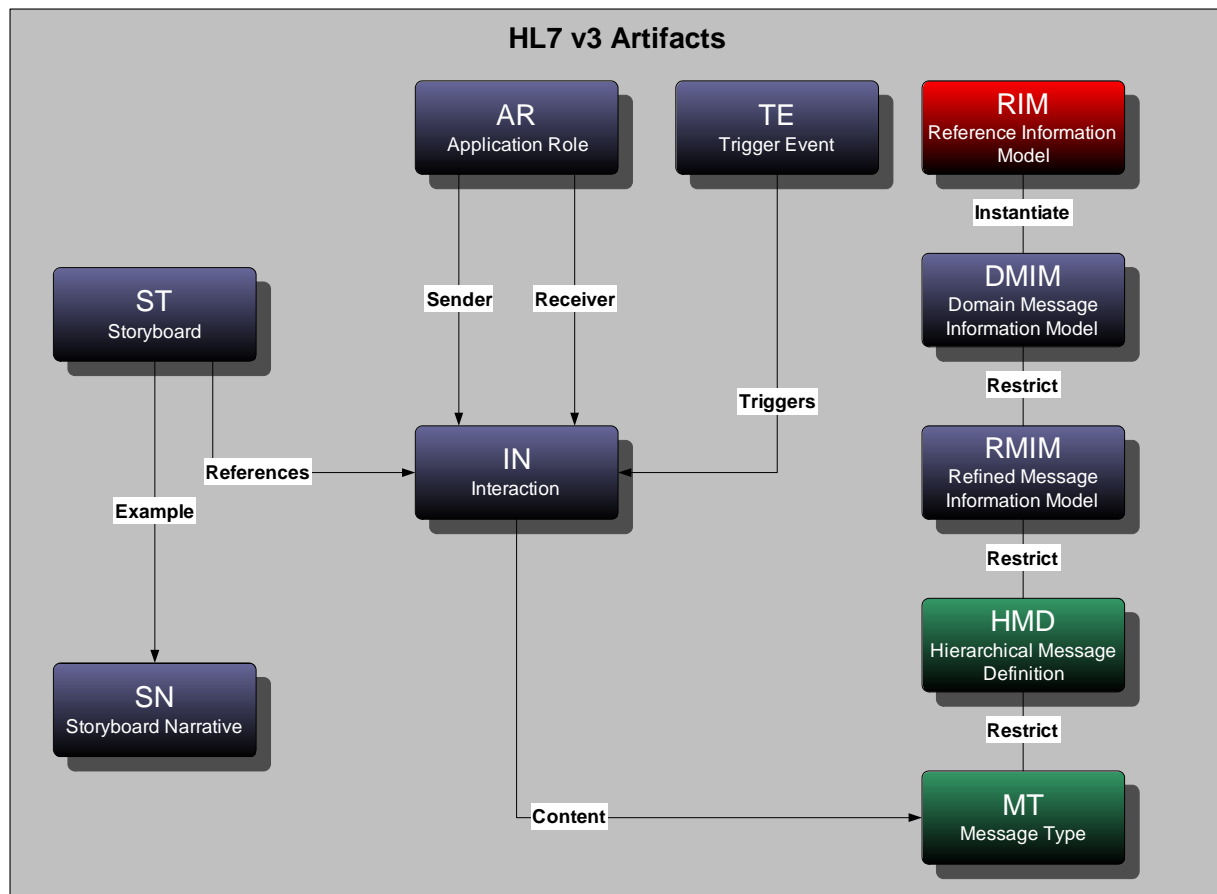 HL7 v3 Artifacts
AR
Application Role
TE
Trigger Event
RIM
Reference Information
Model
Instantiate
ST
Storyboard
Sender
Receiver
DMIM
Domain Message
Information Model
Restrict
Triggers
References
IN
Interaction
RMIM
Refined Message
Information Model
Example
Restrict
HMD
Hierarchical Message
Definition
SN
Storyboard Narrative
Restrict
Content
MT
Message Type